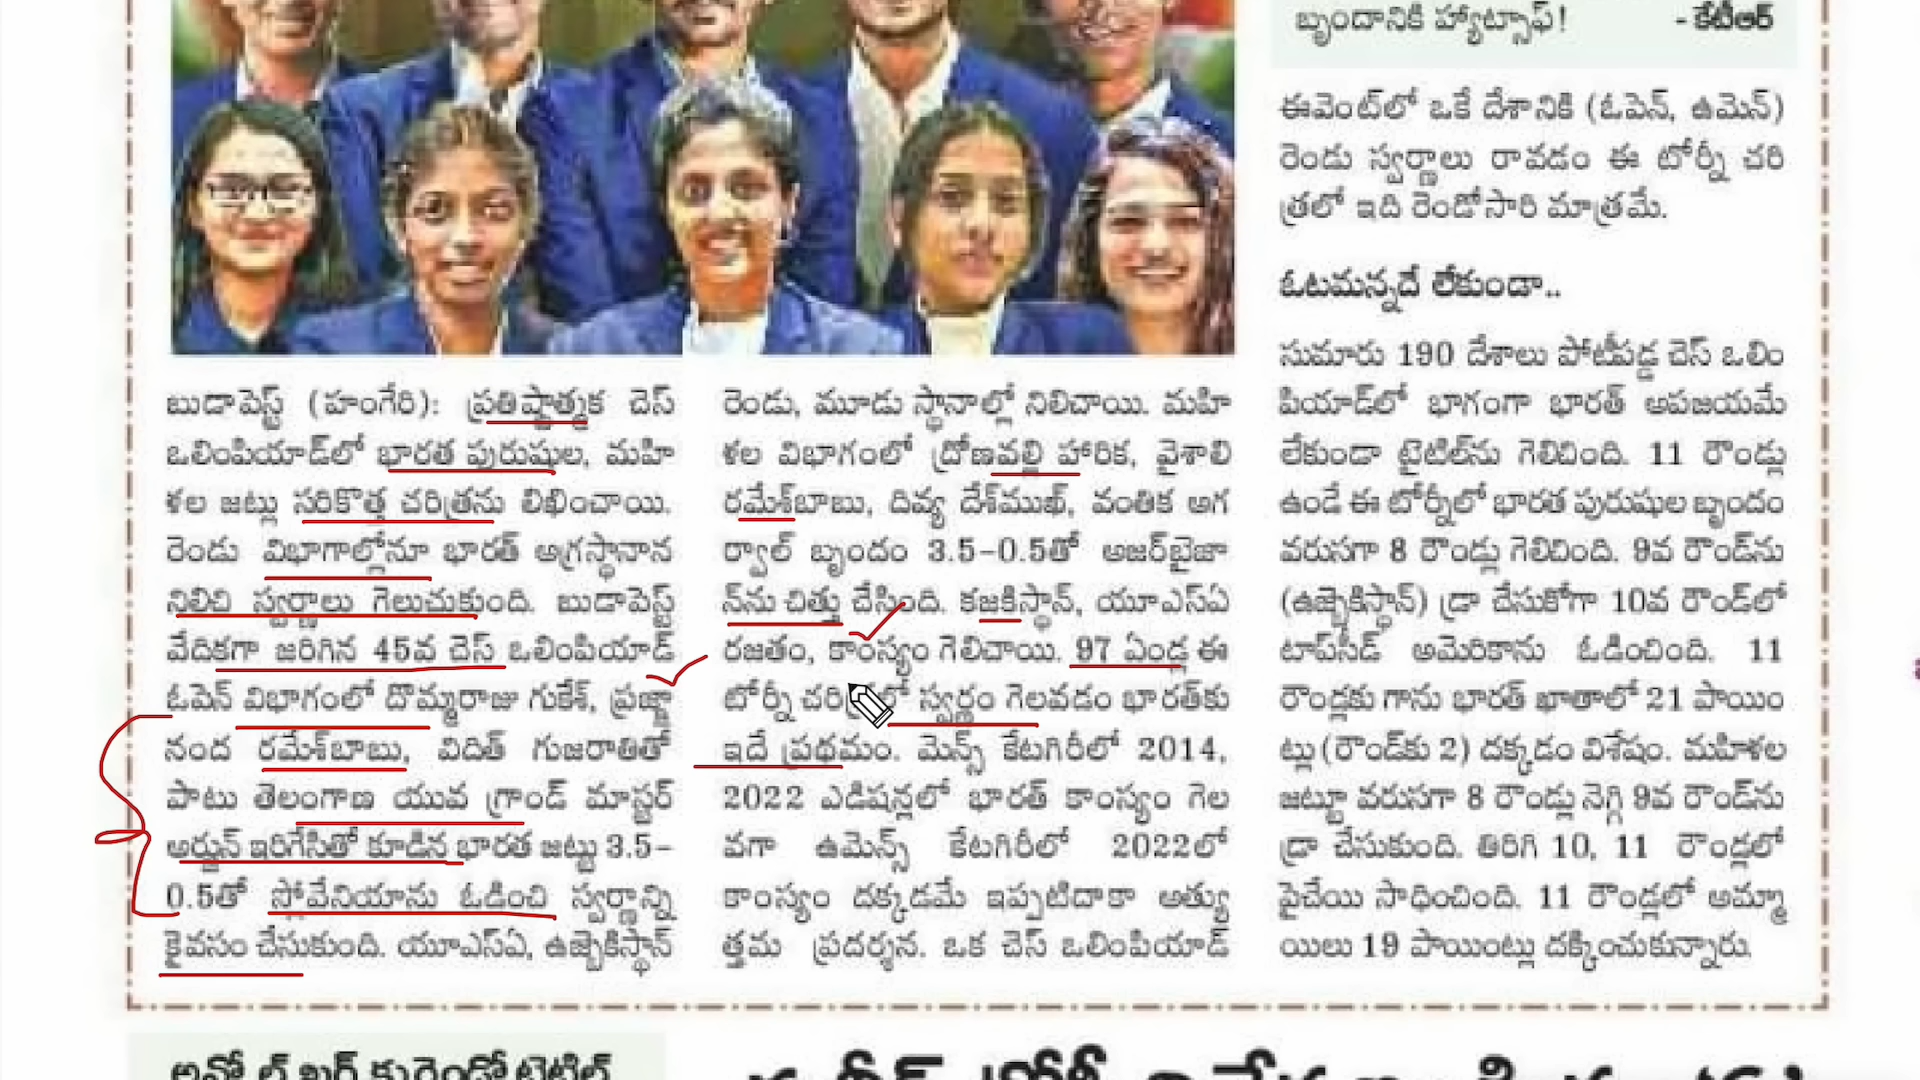 బుడాపెస్ట్ (హంగేరి): ప్రతిష్టాత్మక చెస్
ఒలింపియాడ్‌లో భారత పురుషుల, మహి
ళల జట్లు సరికొత్త చరిత్రను లిఖించాయి.
రెండు విభాగాల్లోనూ భారత్ అగ్రస్థానాన
నిలిచి స్వర్ణాలు గెలుచుకుంది. బుడాపెస్ట్
వేదికగా జరిగిన 45వ చెస్ ఒలింపియాడ్
ఓపెన్ విభాగంలో దొమ్మరాజు గుకేశ్, ప్రజ్ఞా
నంద రమేశ్‌బాబు, విదిత్ గుజరాతితో
పాటు తెలంగాణ యువ గ్రాండ్ మాస్టర్
అర్జున్ ఇరిగేసితో కూడిన భారత జట్టు 3.5-
0.5తో స్లోవేనియాను ఓడించి స్వర్ణాన్ని
కైవసం చేసుకుంది. యూఎస్ఏ, ఉజ్బెకిస్థాన్
రెండు, మూడు స్థానాల్లో నిలిచాయి. మహి
ళల విభాగంలో ద్రోణవల్లి హారిక, వైశాలి
రమేశ్‌బాబు, దివ్య దేశ్‌ముఖ్, వంతిక అగ
ర్వాల్ బృందం 3.5-0.5తో అజర్‌బైజా
న్‌ను చిత్తు చేసింది. కజకిస్థాన్, యూఎస్ఏ
రజతం, కాంస్యం గెలిచాయి. 97 ఏండ్ల ఈ
టోర్నీ చరిత్రలో స్వర్ణం గెలవడం భారత్‌కు
ఇదే ప్రథమం. మెన్స్ కేటగిరీలో 2014,
2022 ఎడిషన్లలో భారత్ కాంస్యం గెల
వగా ఉమెన్స్ కేటగిరీలో 2022లో
కాంస్యం దక్కడమే ఇప్పటిదాకా అత్యు
త్తమ ప్రదర్శన. ఒక చెస్ ఒలింపియాడ్
బృందానికి హ్యాట్సాఫ్! - కేటీఆర్
ఈవెంట్‌లో ఒకే దేశానికి (ఓపెన్, ఉమెన్)
రెండు స్వర్ణాలు రావడం ఈ టోర్నీ చరి
త్రలో ఇది రెండోసారి మాత్రమే.
ఓటమన్నదే లేకుండా..
సుమారు 190 దేశాలు పోటీపడ్డ చెస్ ఒలిం
పియాడ్‌లో భాగంగా భారత్ అపజయమే
లేకుండా టైటిల్‌ను గెలిచింది. 11 రౌండ్లు
ఉండే ఈ టోర్నీలో భారత పురుషుల బృందం
వరుసగా 8 రౌండ్లు గెలిచింది. 9వ రౌండ్‌ను
(ఉజ్బెకిస్థాన్) డ్రా చేసుకోగా 10వ రౌండ్‌లో
టాప్‌సీడ్ అమెరికాను ఓడించింది. 11
రౌండ్లకు గాను భారత్ ఖాతాలో 21 పాయిం
ట్లు (రౌండ్‌కు 2) దక్కడం విశేషం. మహిళల
జట్టూ వరుసగా 8 రౌండ్లు నెగ్గి 9వ రౌండ్‌ను
డ్రా చేసుకుంది. తిరిగి 10, 11 రౌండ్లలో
పైచేయి సాధించింది. 11 రౌండ్లలో అమ్మా
యిలు 19 పాయింట్లు దక్కించుకున్నారు.